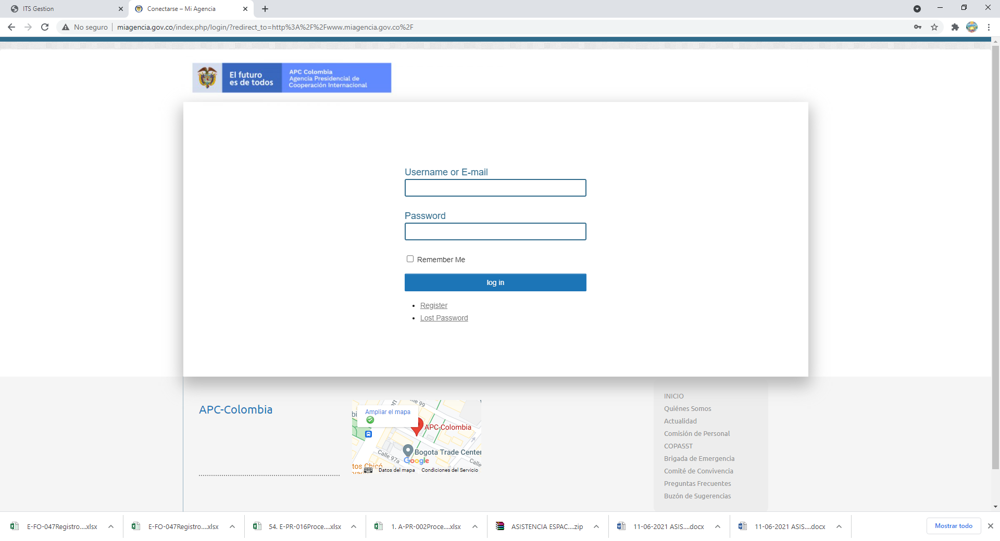 ITS Gestion
Conectarse – Mi Agencia
No seguro
miagencia.gov.co/index.php/login/?redirect_to=http%3A%2F%2Fwww.miagencia.gov.co%2F
El futuro
es de todos
APC Colombia
Agencia Presidencial de
Cooperación Internacional
Username or E-mail
Password
Remember Me
log in
Register
Lost Password
APC-Colombia
Ampliar el mapa
APC-Colombia
Bogota Trade Center
Calle 97a
Calle
Google
Datos del mapa
Condiciones del Servicio
INICIO
Quiénes Somos
Actualidad
Comisión de Personal
COPASST
Brigada de Emergencia
Comité de Convivencia
Preguntas Frecuentes
Buzón de Sugerencias
E-FO-047Registro....xlsx
E-FO-047Registro....xlsx
54. E-PR-016Proce....xlsx
1. A-PR-002Proce....xlsx
ASISTENCIA ESPAC....zip
11-06-2021 ASIS....docx
11-06-2021 ASIS....docx
Mostrar todo